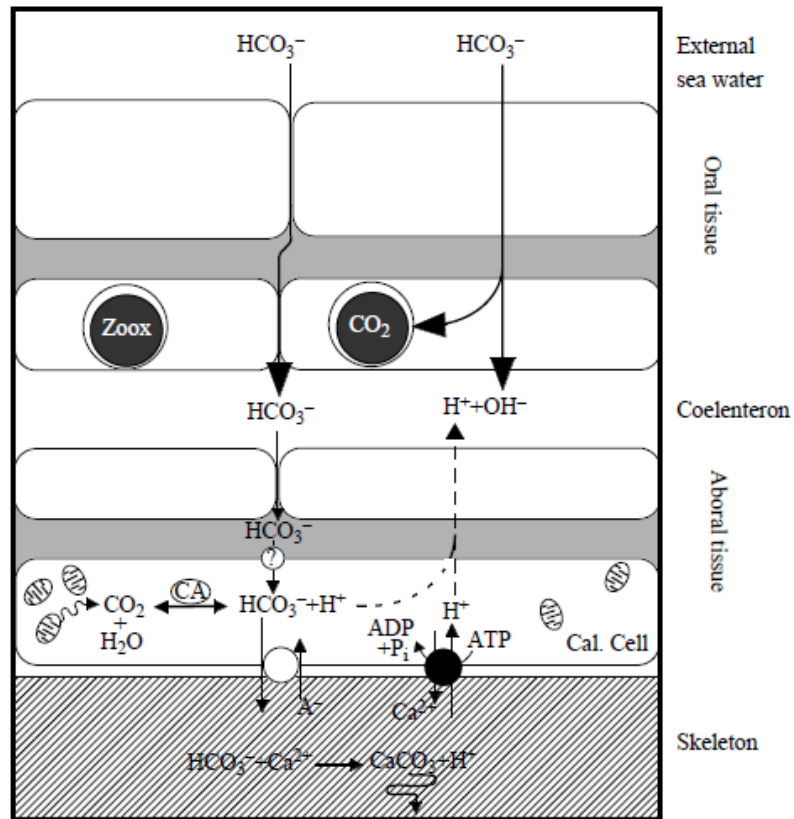 HCO₃⁻ HCO₃⁻ External
sea water
Oral tissue
Zoox CO₂
HCO₃⁻ H⁺+OH⁻ Coelenteron
Aboral tissue
HCO₃⁻
?
CO₂ CA HCO₃⁻+H⁺ H⁺
+
H₂O
ADP ATP
+Pᵢ
Cal. Cell
A⁻ Ca²⁺
Skeleton
HCO₃⁻+Ca²⁺ CaCO₃+H⁺